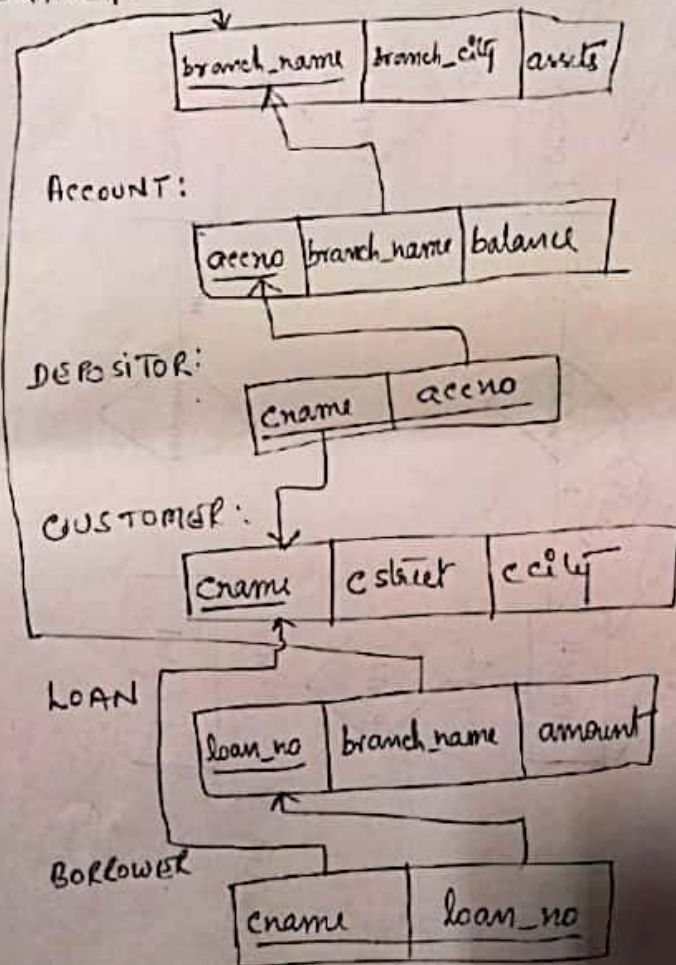 branch_name branch_city assets
ACCOUNT:
accno branch_name balance
DEPOSITOR:
cname accno
CUSTOMER:
cname cstreet ccity
LOAN
loan_no branch_name amount
BORROWER
cname loan_no